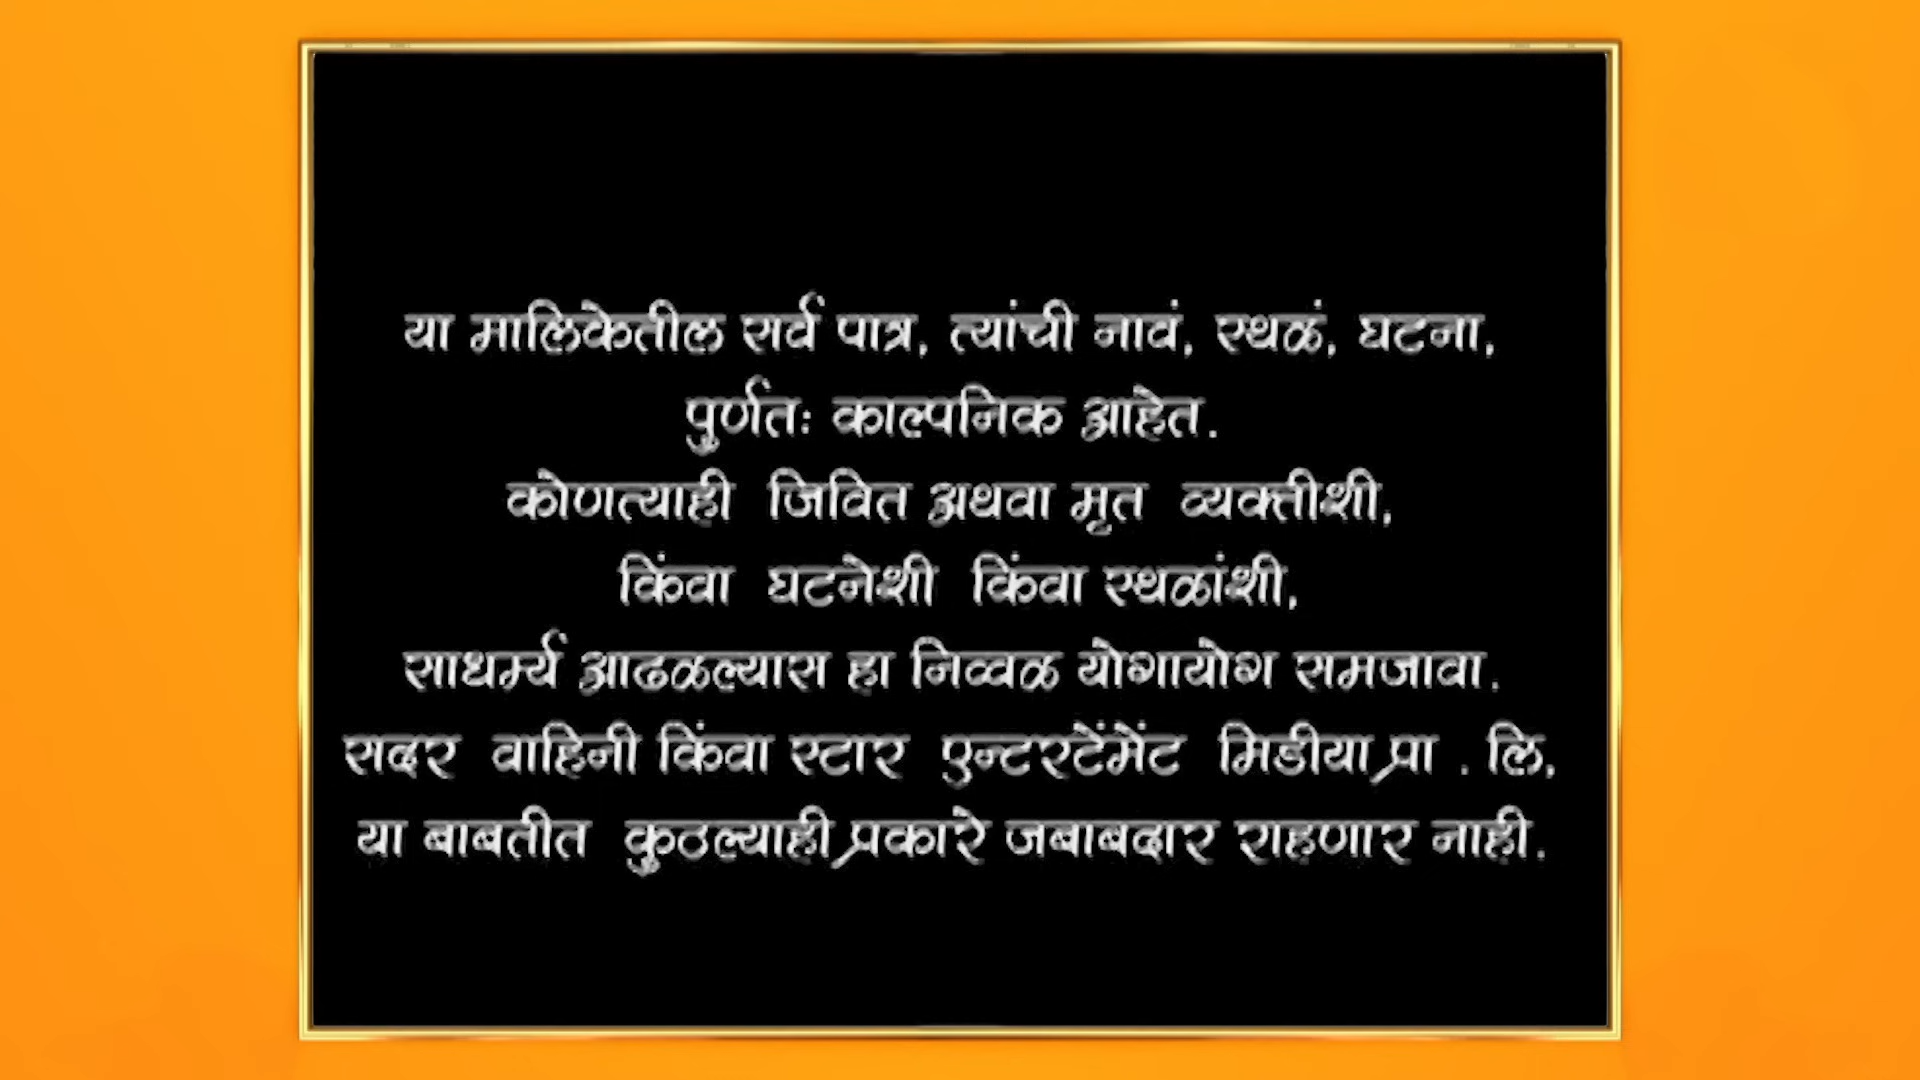 या मालिकेतील सर्व पात्र, त्यांची नावं, स्थळं, घटना,
पुर्णतः काल्पनिक आहेत.
कोणत्याही जिवित अथवा मृत व्यक्तीशी,
किंवा घटनेशी किंवा स्थळांशी,
साधर्म्य आढळल्यास हा निव्वळ योगायोग समजावा.
सदर वाहिनी किंवा स्टार एन्टरटेंमेंट मिडीया प्रा . लि.
या बाबतीत कुठल्याही प्रकारे जबाबदार राहणार नाही.